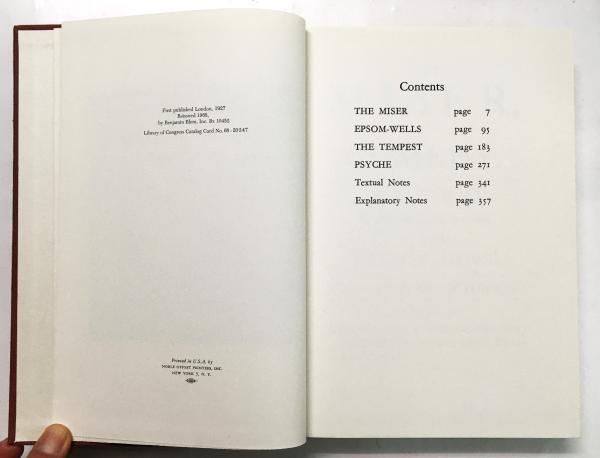 First published London, 1927
Reissued 1968,
by Benjamin Blom, Inc. Bx 10452
Library of Congress Catalog Card No. 68-20247
Printed in U.S.A. by
NOBLE OFFSET PRINTERS, INC.
NEW YORK 3, N. Y.
Contents
THE MISER page 7
EPSOM-WELLS page 95
THE TEMPEST page 183
PSYCHE page 271
Textual Notes page 341
Explanatory Notes page 357